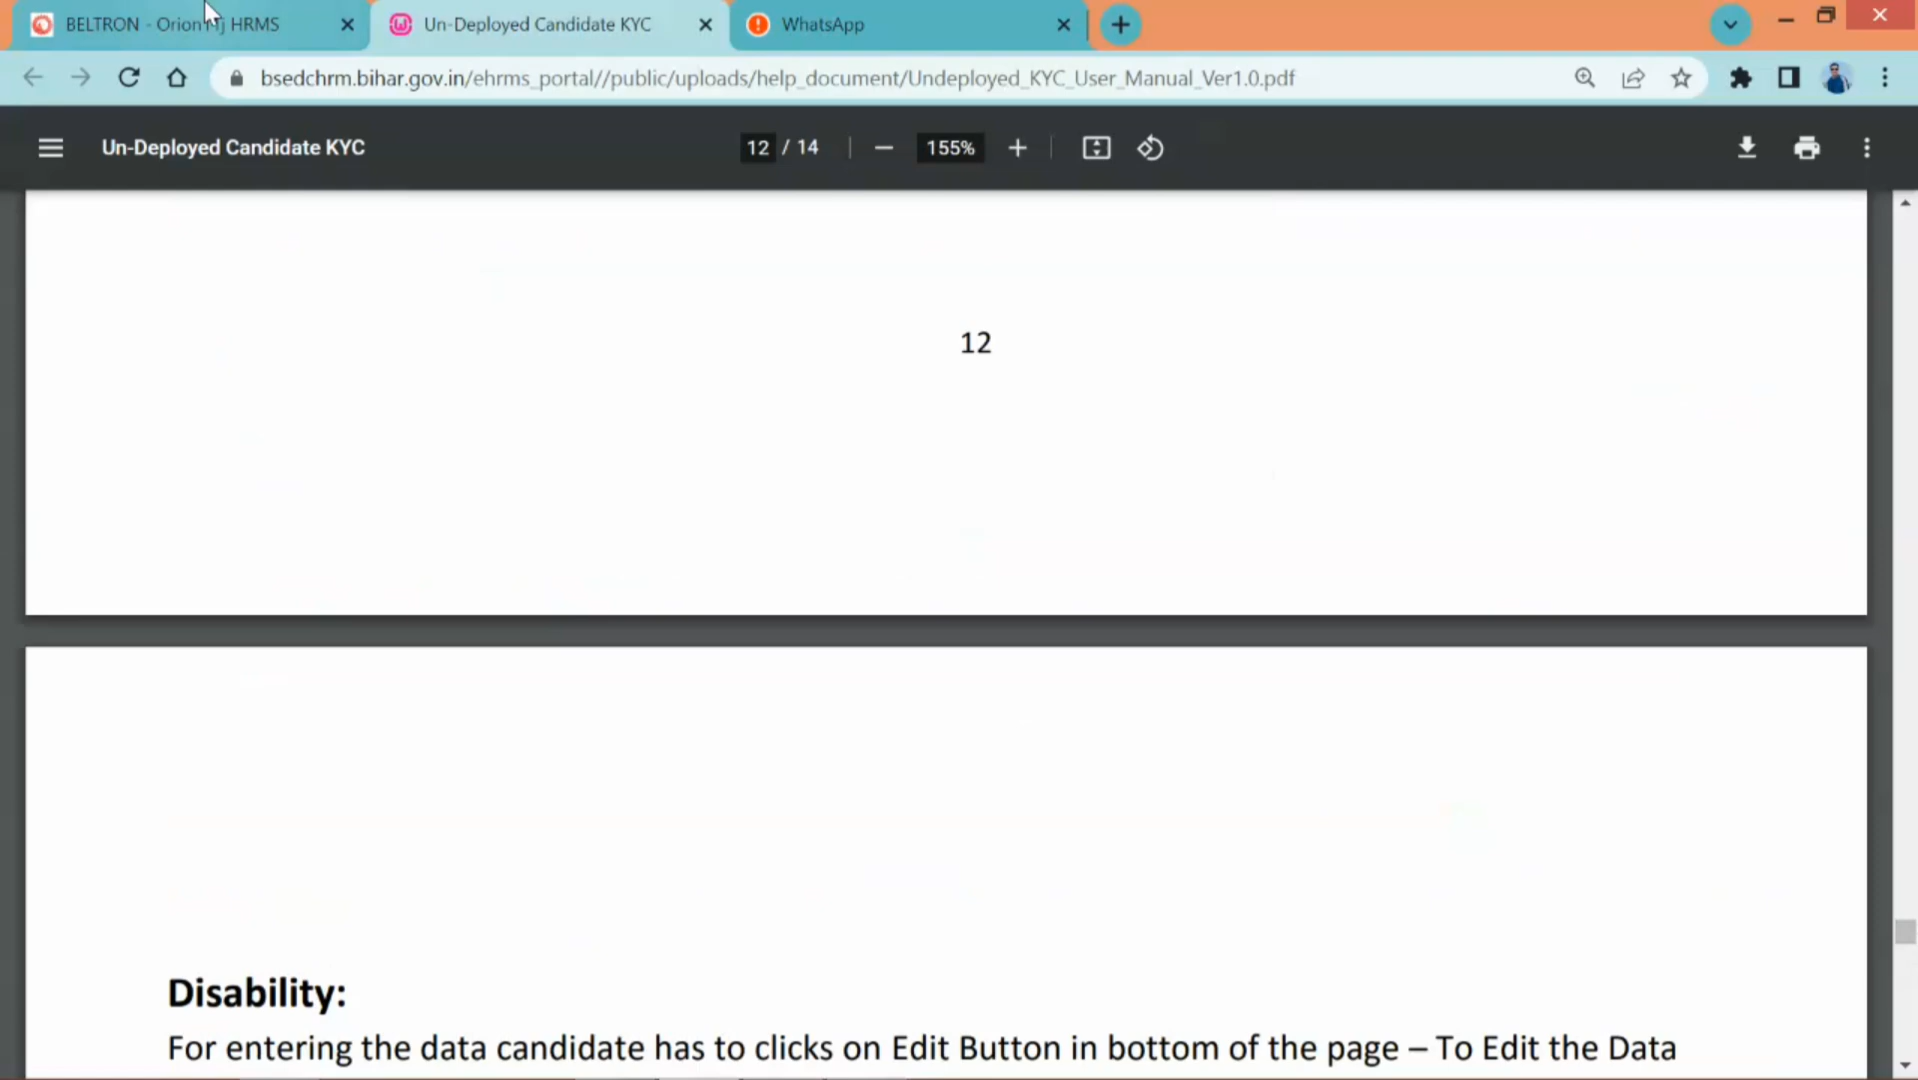 BELTRON - Orion HRMS
Un-Deployed Candidate KYC
WhatsApp
bsedchrm.bihar.gov.in/ehrms_portal//public/uploads/help_document/Undeployed_KYC_User_Manual_Ver1.0.pdf
Un-Deployed Candidate KYC
12 / 14
155%
12
Disability:
For entering the data candidate has to clicks on Edit Button in bottom of the page – To Edit the Data